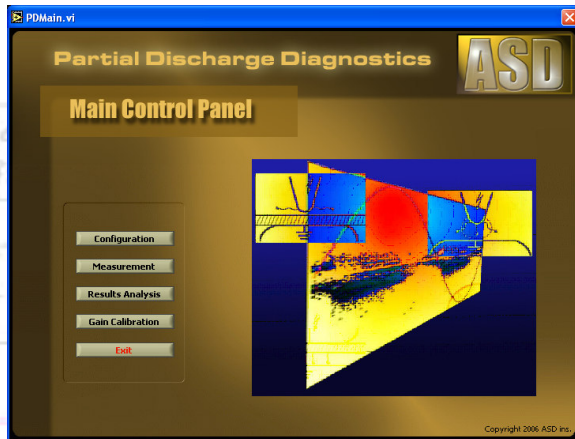 PDMain.vi
Partial Discharge Diagnostics
ASD
Main Control Panel
Configuration
Measurement
Results Analysis
Gain Calibration
Exit
Copyright 2006 ASD ins.